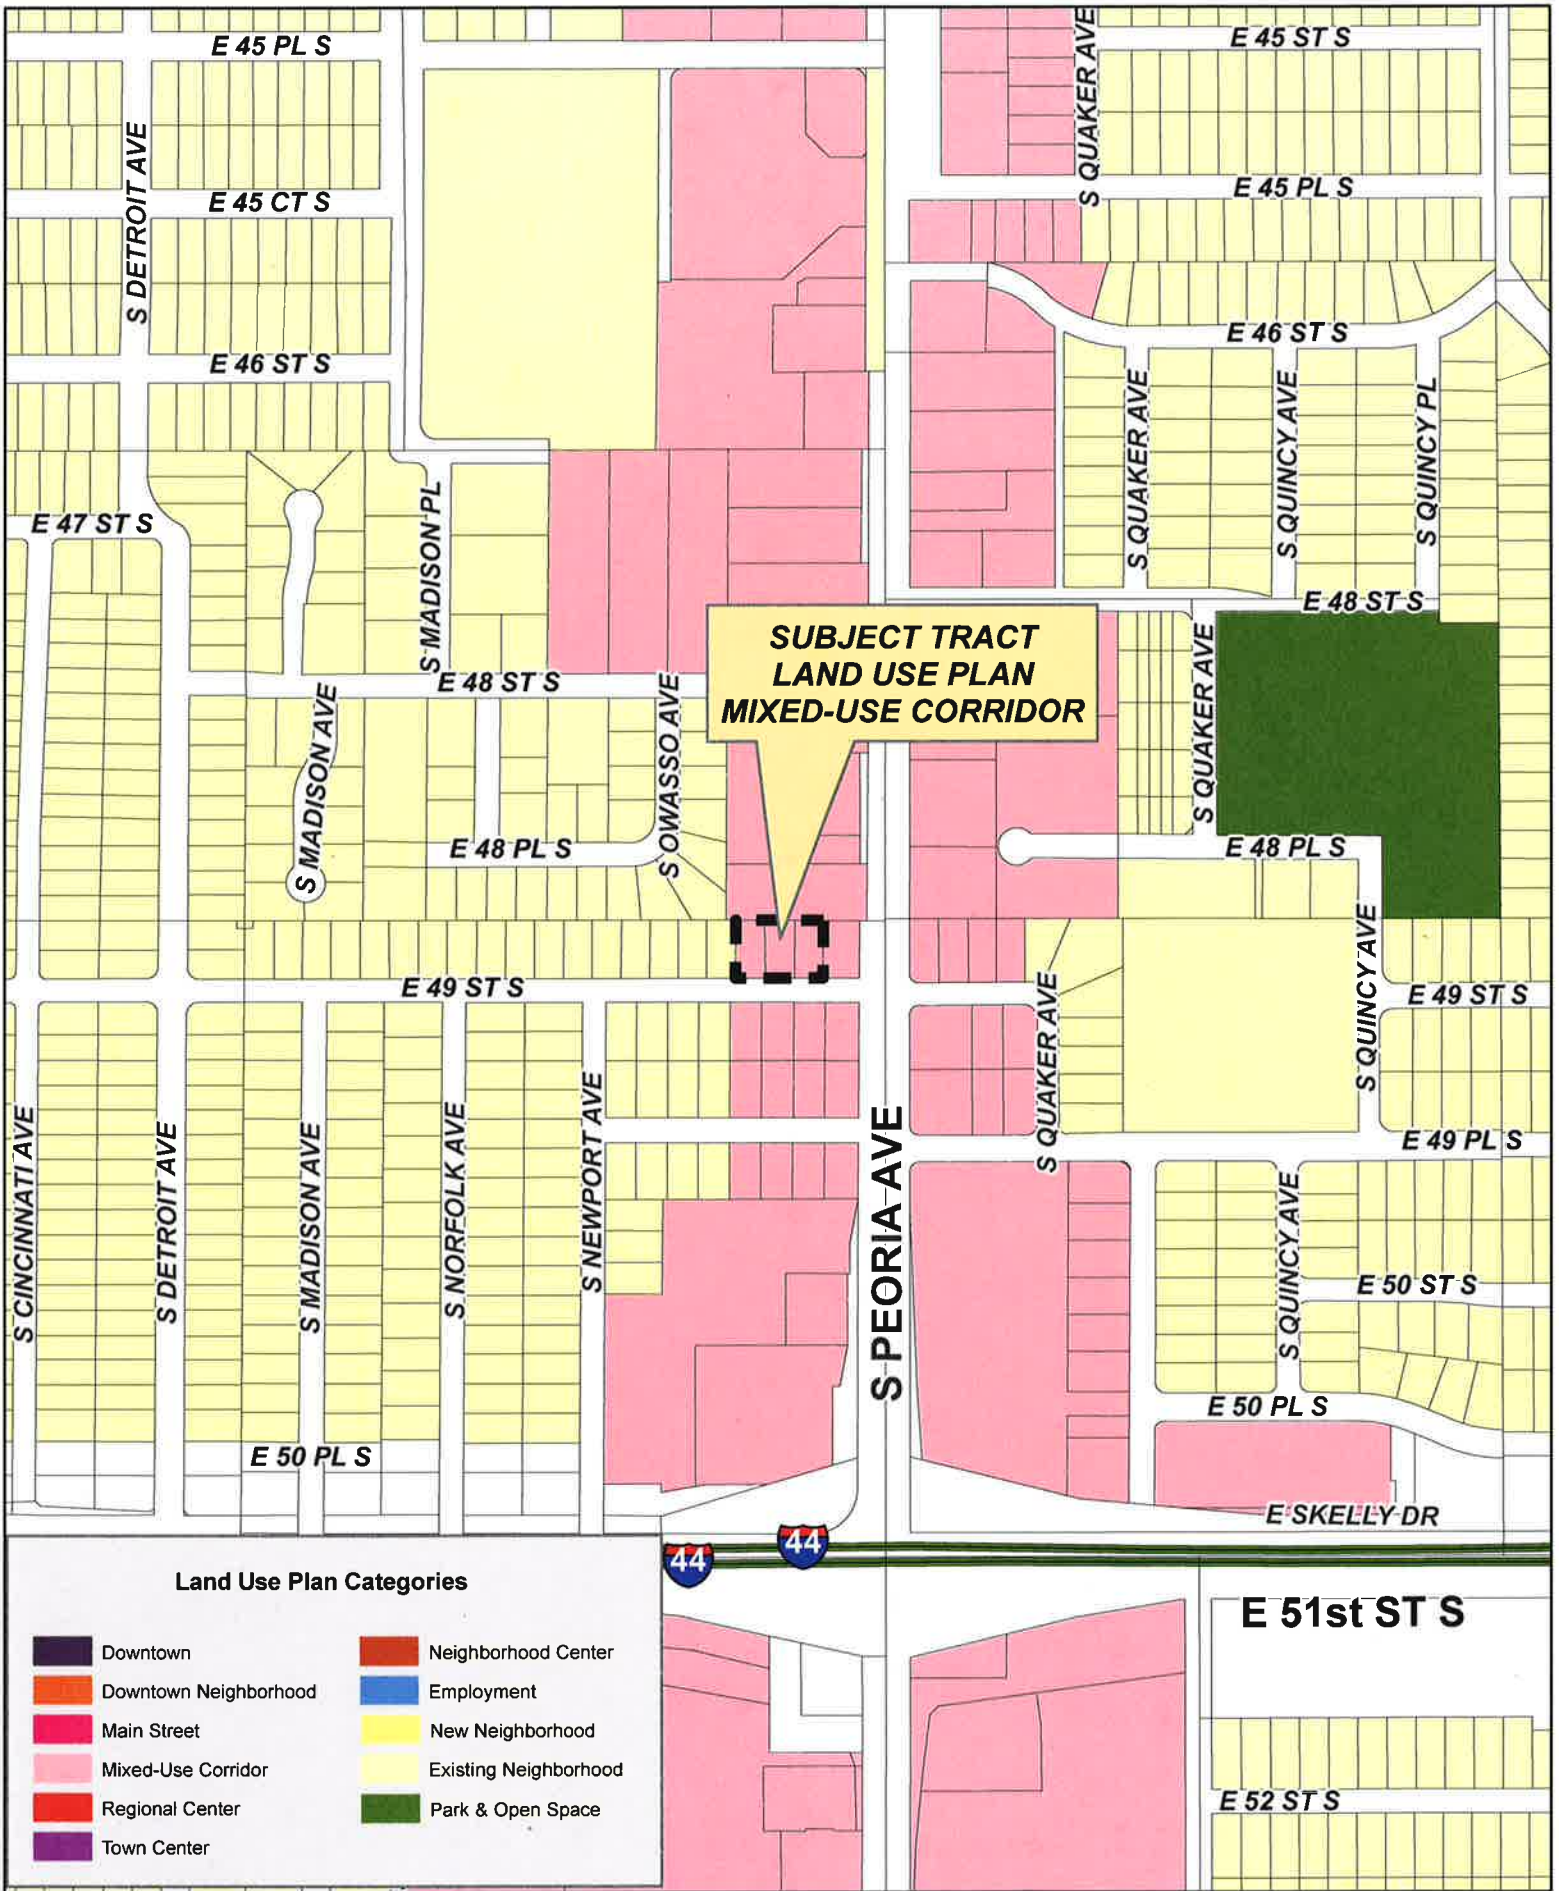 E 45 PL S
E 45 ST S
S QUAKER AVE
S DETROIT AVE
E 45 CT S
E 45 PL S
E 46 ST S
E 46 ST S
S QUAKER AVE
S QUINCY AVE
S QUINCY PL
E 47 ST S
S MADISON PL
E 48 ST S
SUBJECT TRACT
LAND USE PLAN
MIXED-USE CORRIDOR
E 48 ST S
S MADISON AVE
S OWASSO AVE
S QUAKER AVE
E 48 PL S
E 48 PL S
E 49 ST S
S QUAKER AVE
S QUINCY AVE
E 49 ST S
S CINCINNATI AVE
S DETROIT AVE
S MADISON AVE
S NORFOLK AVE
S NEWPORT AVE
S PEORIA AVE
E 49 PL S
S QUINCY AVE
E 50 ST S
E 50 PL S
E 50 PL S
E SKELLY DR
44
44
E 51st ST S
E 52 ST S
Land Use Plan Categories
Downtown
Downtown Neighborhood
Main Street
Mixed-Use Corridor
Regional Center
Town Center
Neighborhood Center
Employment
New Neighborhood
Existing Neighborhood
Park & Open Space